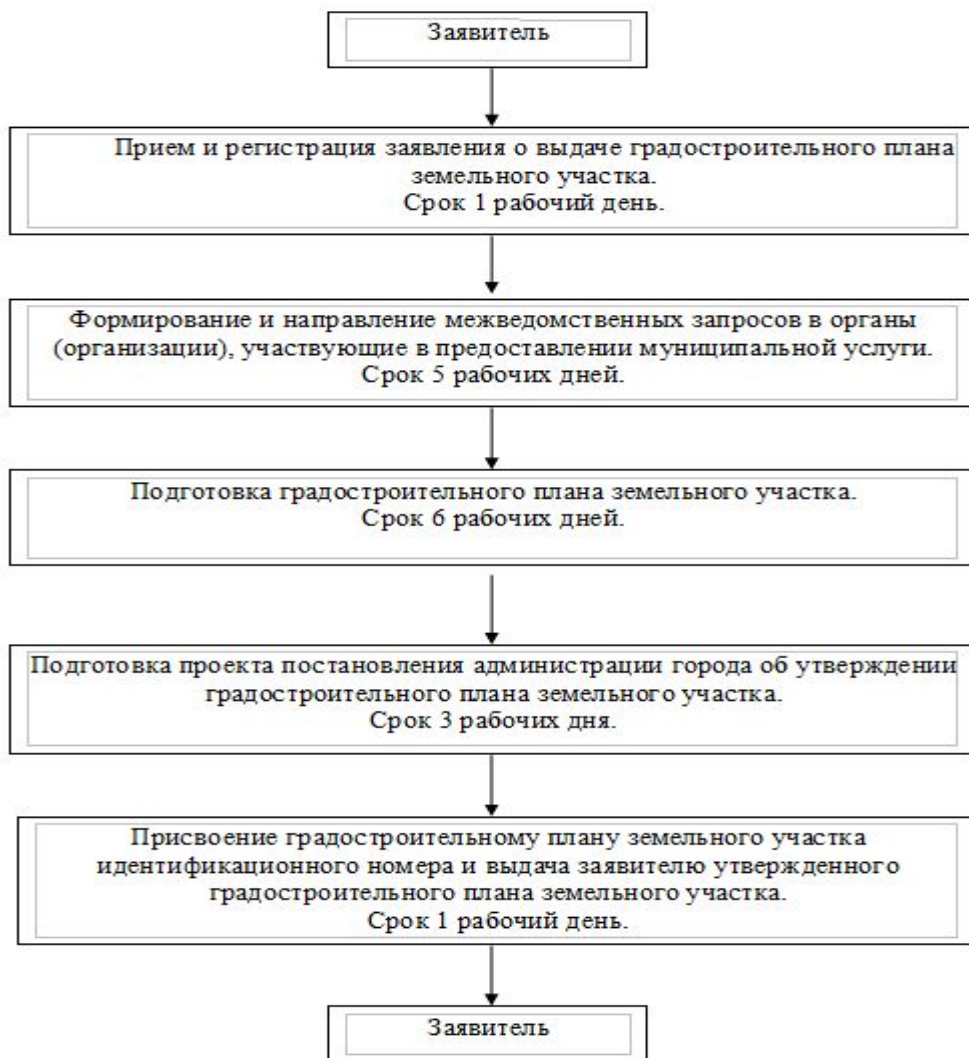 Заявитель
Прием и регистрация заявления о выдаче градостроительного плана
земельного участка.
Срок 1 рабочий день.
Формирование и направление межведомственных запросов в органы
(организации), участвующие в предоставлении муниципальной услуги.
Срок 5 рабочих дней.
Подготовка градостроительного плана земельного участка.
Срок 6 рабочих дней.
Подготовка проекта постановления администрации города об утверждении
градостроительного плана земельного участка.
Срок 3 рабочих дня.
Присвоение градостроительному плану земельного участка
идентификационного номера и выдача заявителю утвержденного
градостроительного плана земельного участка.
Срок 1 рабочий день.
Заявитель